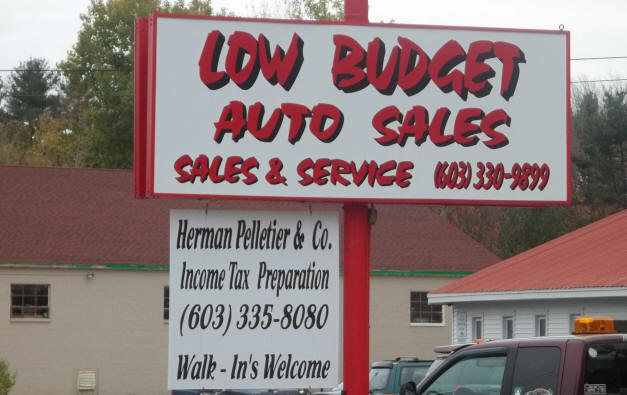 LOW BUDGET
AUTO SALES
SALES & SERVICE (603) 330-9899
Herman Pelletier & Co.
Income Tax Preparation
(603) 335-8080
Walk - In's Welcome